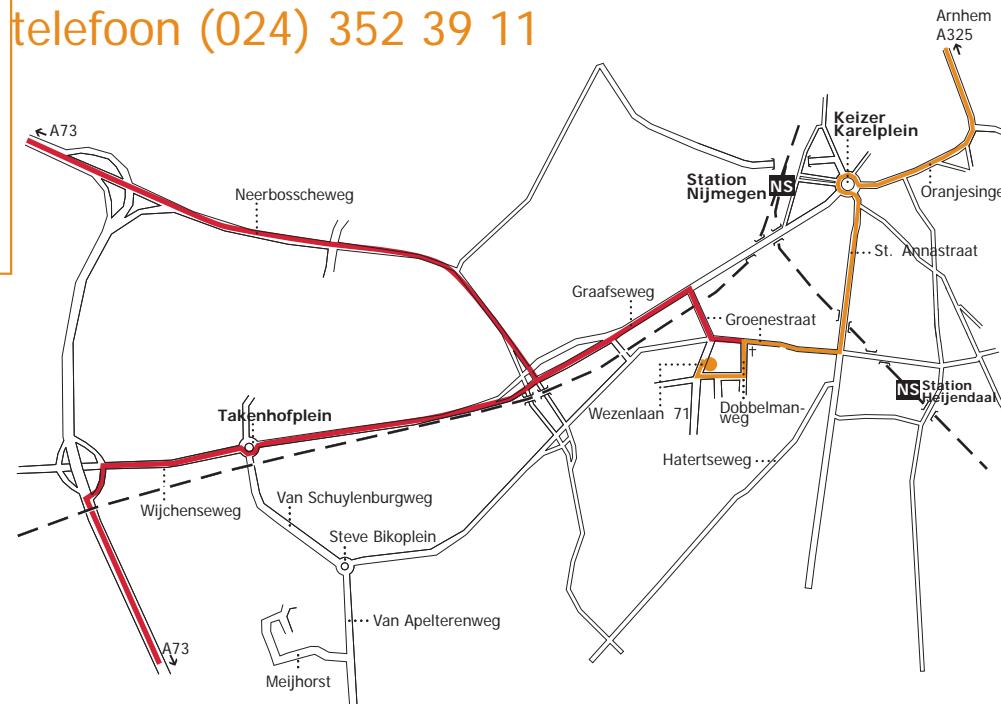 telefoon (024) 352 39 11
Arnhem
A325
A73
Keizer
Karelplein
Station
Nijmegen NS
Neerbosscheweg
Oranjesinge
St. Annastraat
Graafseweg
Groenestraat
NS Station
Heijendaal
Takenhofplein
Wezenlaan 71
Dobbelman-
weg
Hatertseweg
Van Schuylenburgweg
Wijchenseweg
Steve Bikoplein
Van Apelterenweg
A73
Meijhorst